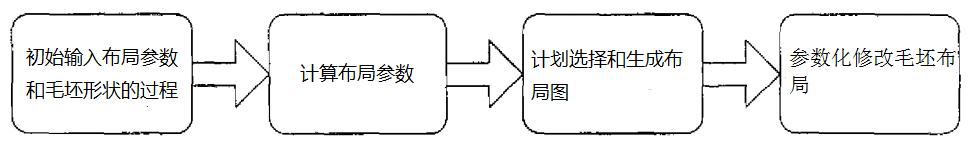 初始输入布局参数
和毛坯形状的过程
计算布局参数
计划选择和生成布
局图
参数化修改毛坯布
局